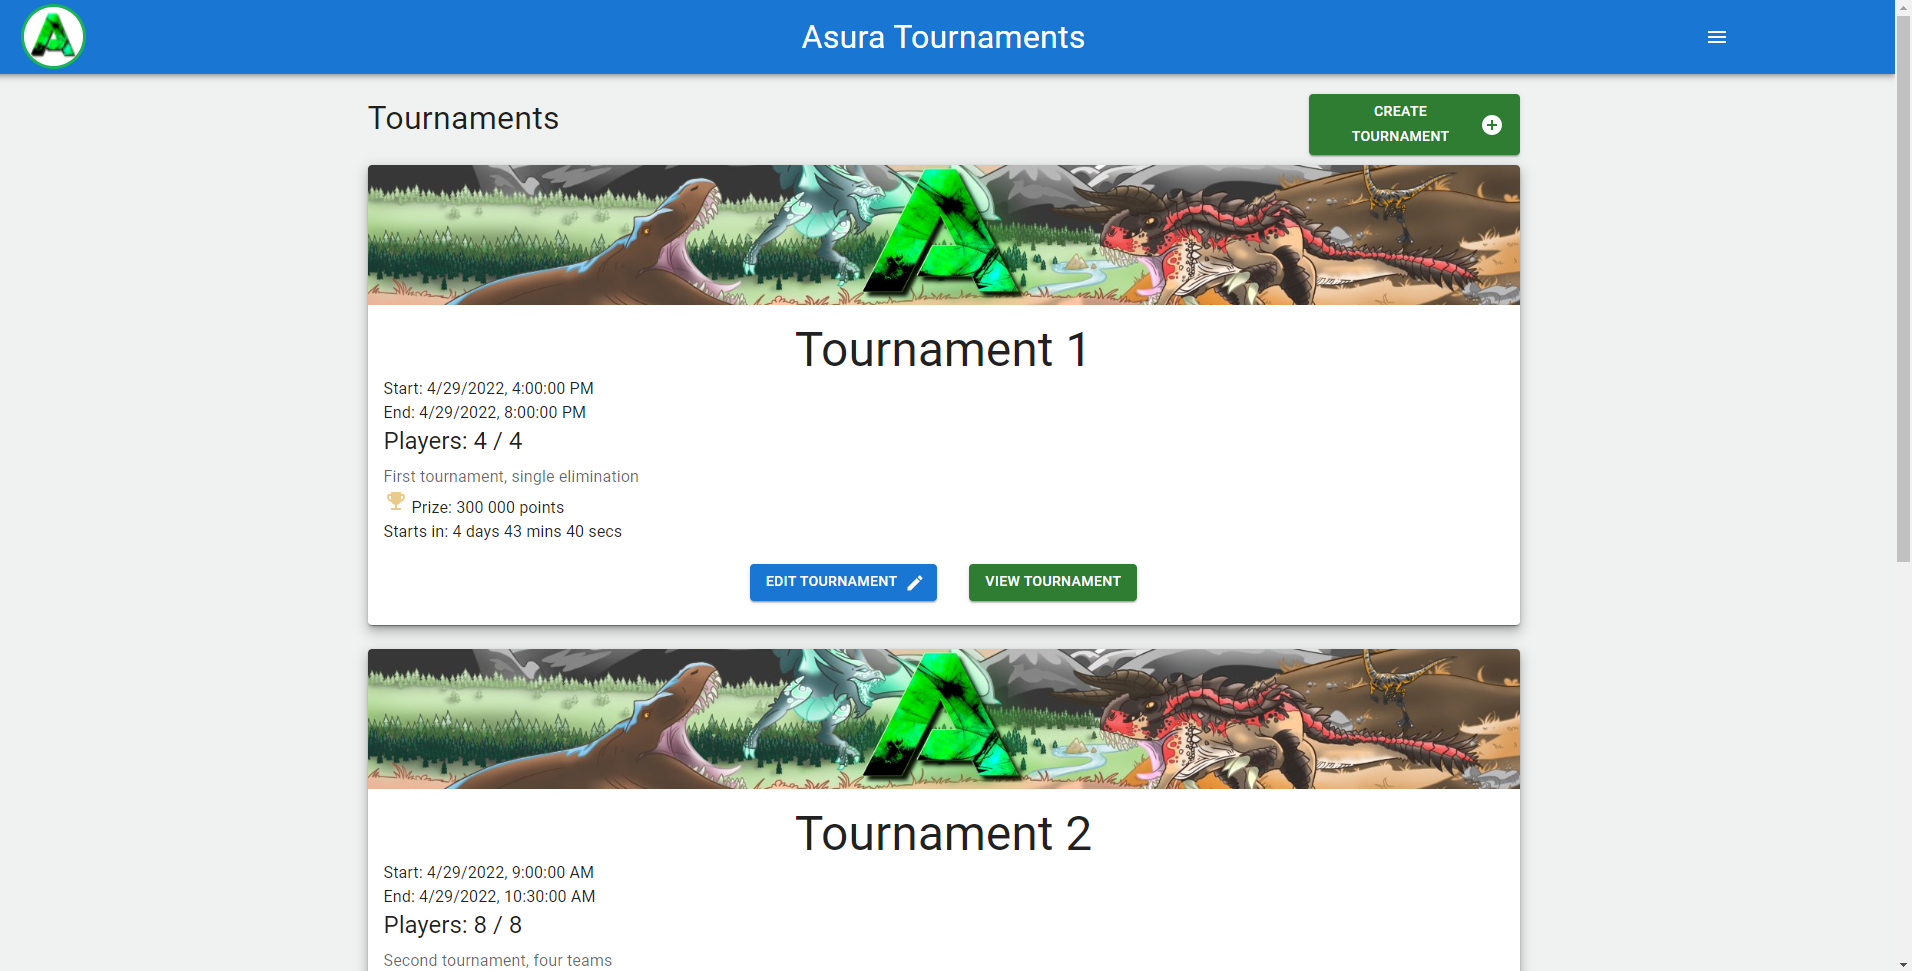 Asura Tournaments
Tournaments
CREATE
TOURNAMENT
Tournament 1
Start: 4/29/2022, 4:00:00 PM
End: 4/29/2022, 8:00:00 PM
Players: 4 / 4
First tournament, single elimination
Prize: 300 000 points
Starts in: 4 days 43 mins 40 secs
EDIT TOURNAMENT
VIEW TOURNAMENT
Tournament 2
Start: 4/29/2022, 9:00:00 AM
End: 4/29/2022, 10:30:00 AM
Players: 8 / 8
Second tournament, four teams